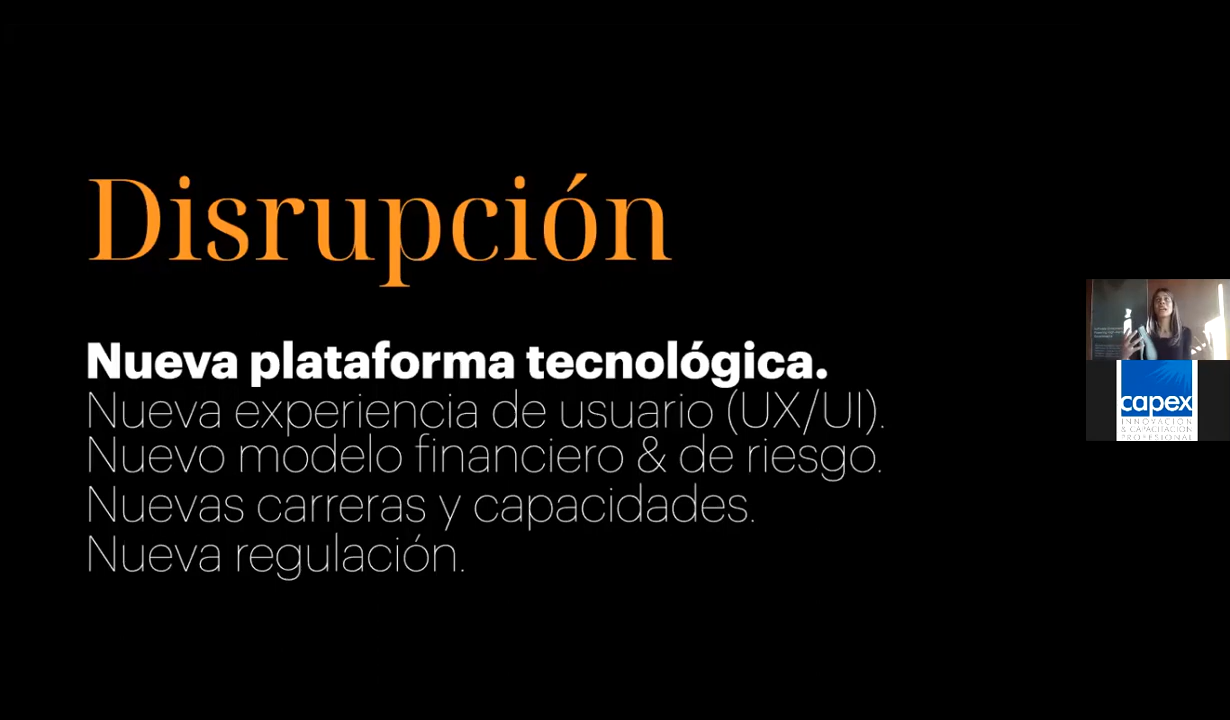 Disrupción
Nueva plataforma tecnológica.
Nueva experiencia de usuario (UX/UI).
Nuevo modelo financiero & de riesgo.
Nuevas carreras y capacidades.
Nueva regulación.
capex
INNOVACIÓN
& CAPACITACIÓN
PROFESIONAL